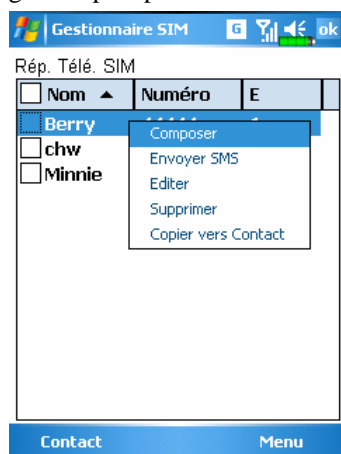 Gestionnaire SIM G ok
Rép. Télé. SIM
Nom Numéro E
Berry
Composer
chw
Envoyer SMS
Minnie
Editer
Supprimer
Copier vers Contact
Contact Menu